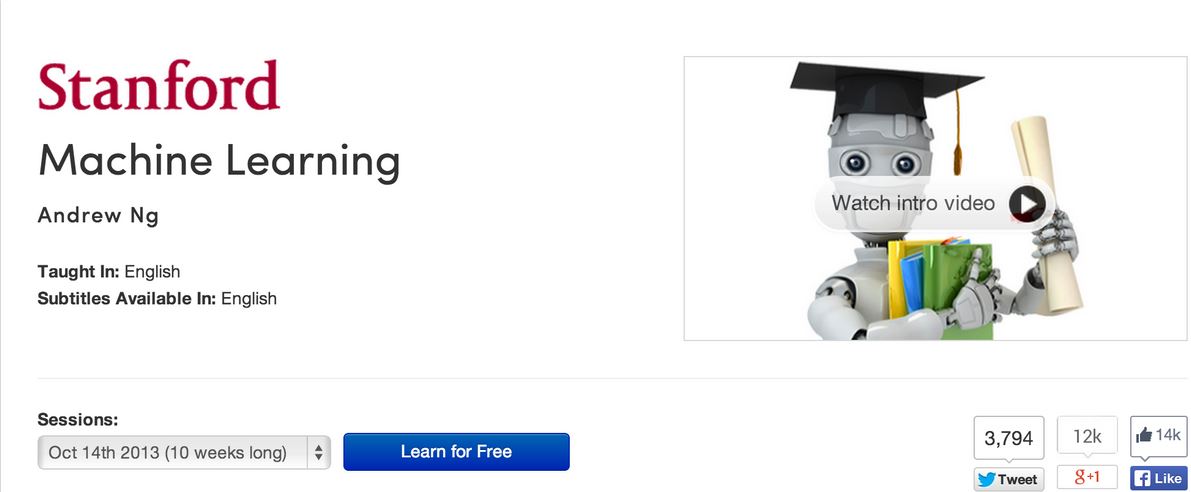 Stanford
Machine Learning
Andrew Ng
Taught In: English
Subtitles Available In: English
Watch intro video
Sessions:
Oct 14th 2013 (10 weeks long)
Learn for Free
3,794
12k
14k
Tweet
g+1
Like